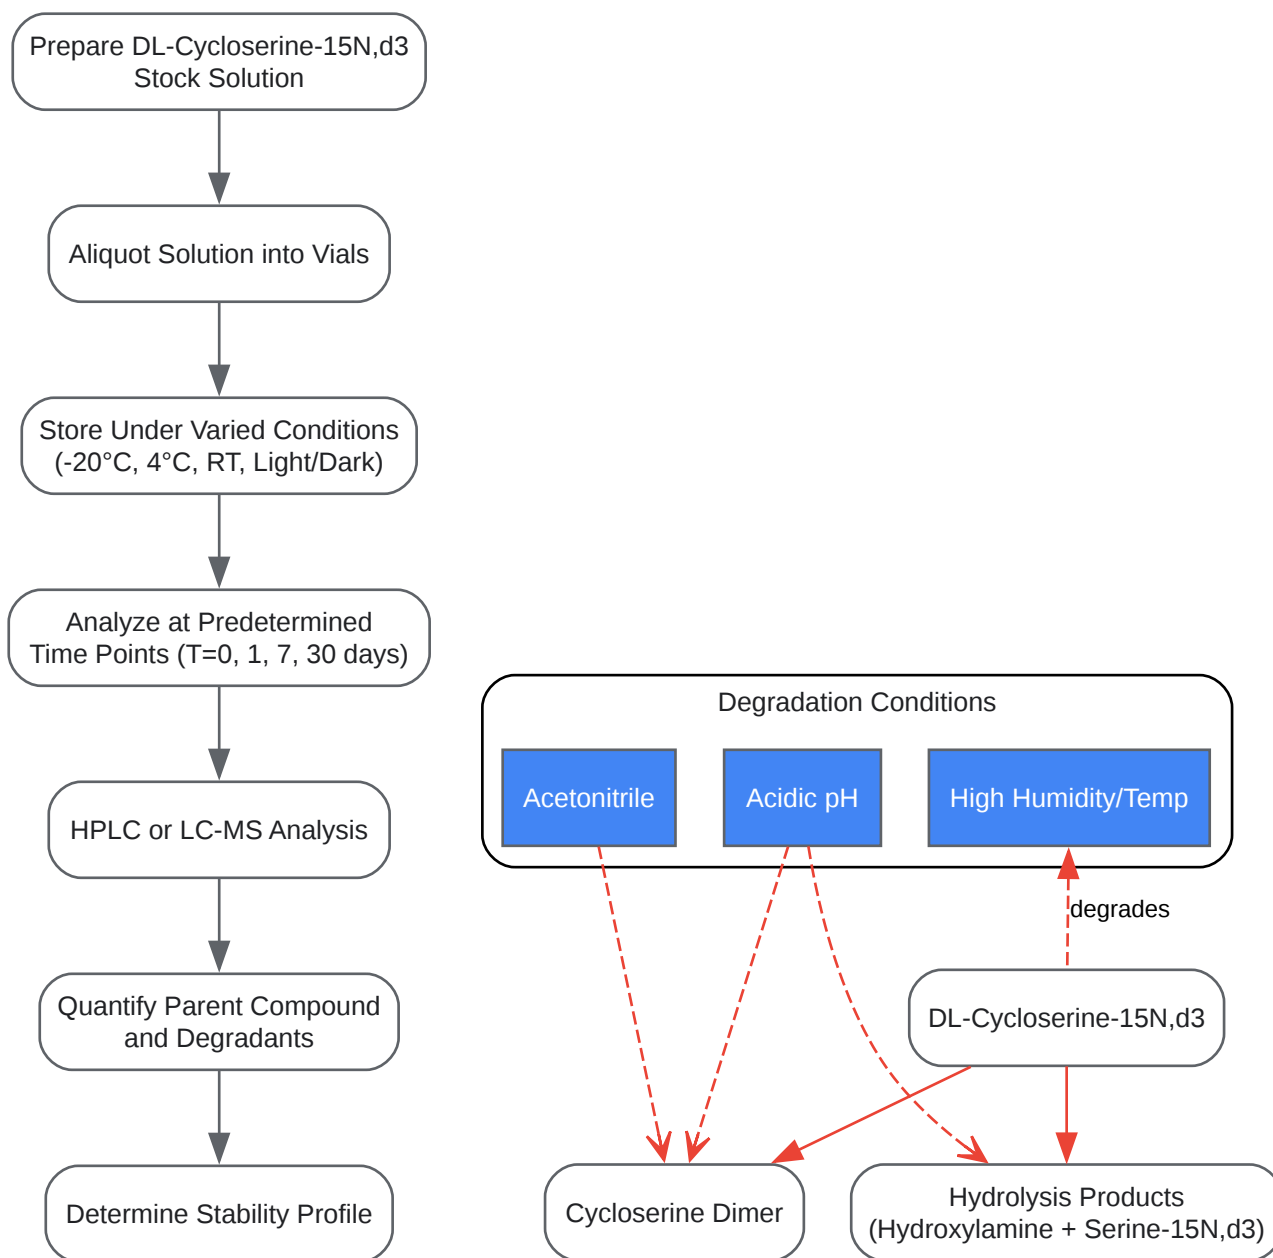 Prepare DL-Cycloserine-15N,d3
Stock Solution
Aliquot Solution into Vials
Store Under Varied Conditions
(-20°C, 4°C, RT, Light/Dark)
Analyze at Predetermined
Time Points (T=0, 1, 7, 30 days)
HPLC or LC-MS Analysis
Quantify Parent Compound
and Degradants
Determine Stability Profile
Degradation Conditions
Acetonitrile
Acidic pH
High Humidity/Temp
degrades
DL-Cycloserine-15N,d3
Cycloserine Dimer
Hydrolysis Products
(Hydroxylamine + Serine-15N,d3)